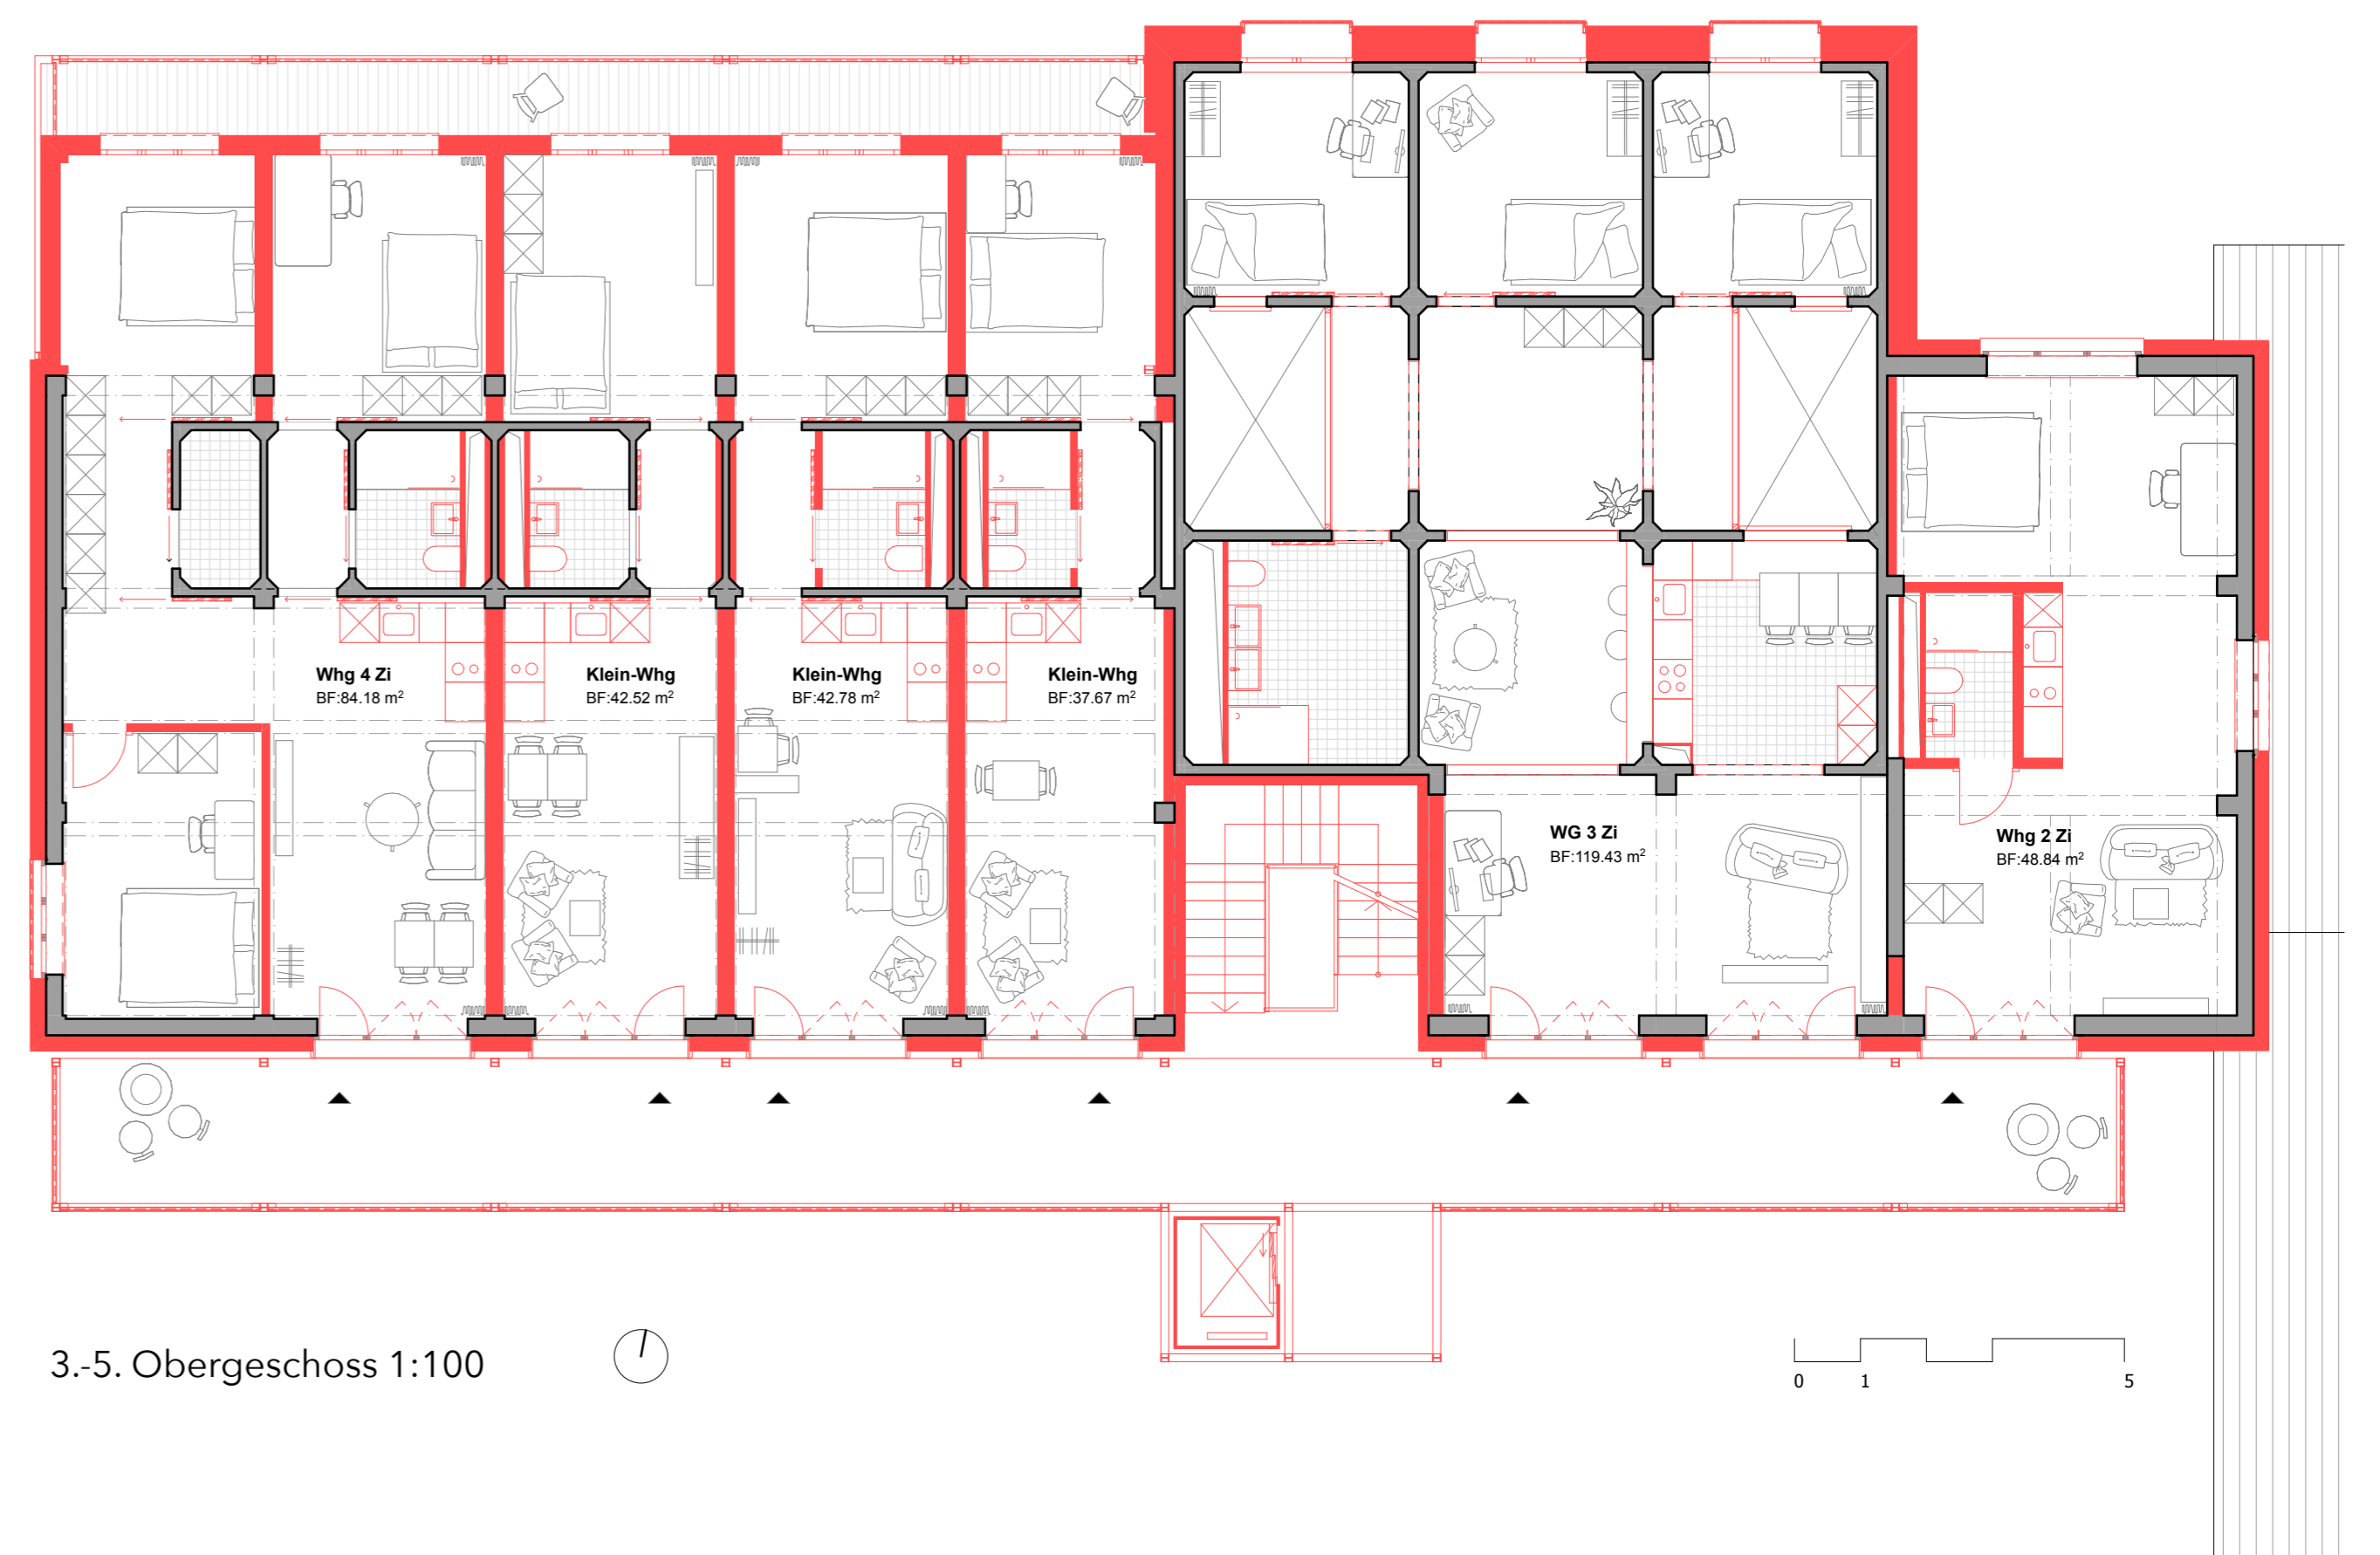 Whg 4 Zi
BF:84.18 m²
Klein-Whg
BF:42.52 m²
Klein-Whg
BF:42.78 m²
Klein-Whg
BF:37.67 m²
WG 3 Zi
BF:119.43 m²
Whg 2 Zi
BF:48.84 m²
3.-5. Obergeschoss 1:100
0 1 5